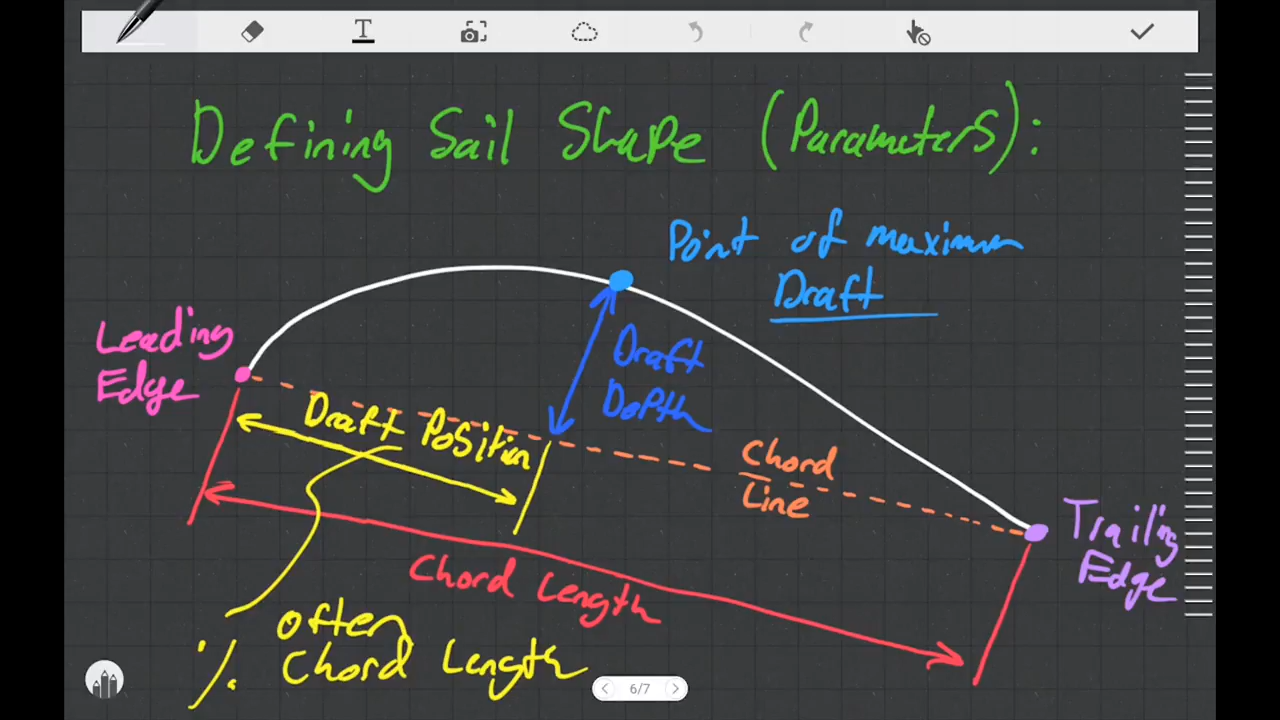 T
Defining Sail Shape (Parameters):
Point of maximum
Draft
Leading
Edge
Draft
Depth
Draft Position
Chord
Line
Trailing
Edge
Chord Length
often
% Chord Length
6/7